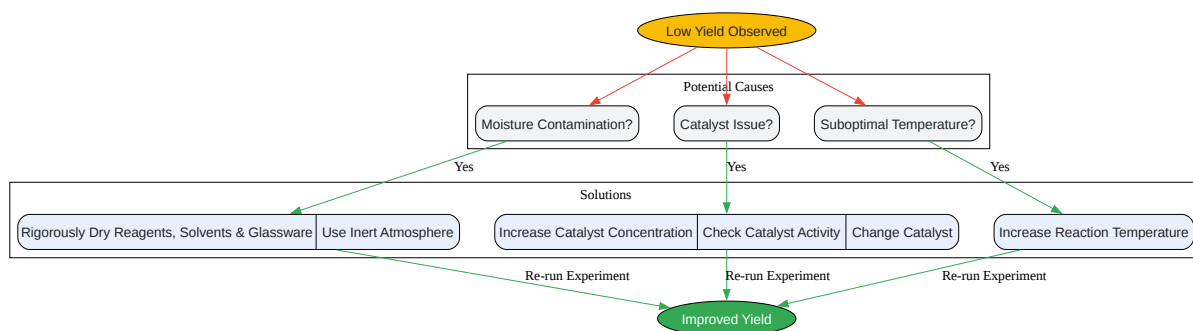 Low Yield Observed
Potential Causes
Moisture Contamination?
Catalyst Issue?
Suboptimal Temperature?
Yes
Yes
Yes
Solutions
Rigorously Dry Reagents, Solvents & Glassware
Use Inert Atmosphere
Increase Catalyst Concentration
Check Catalyst Activity
Change Catalyst
Increase Reaction Temperature
Re-run Experiment
Re-run Experiment
Re-run Experiment
Improved Yield